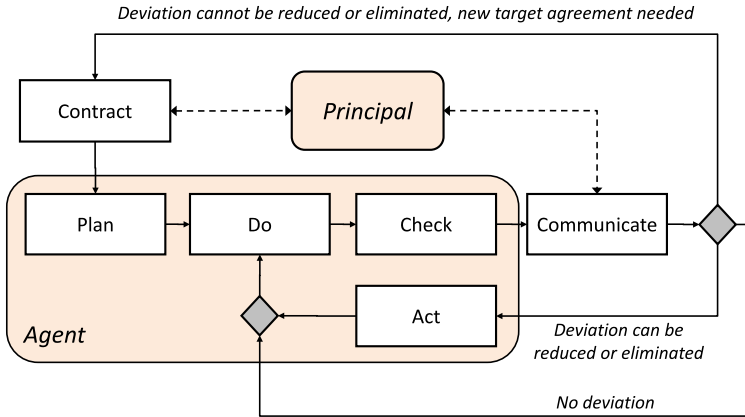 Deviation cannot be reduced or eliminated, new target agreement needed
Contract
Principal
Plan
Do
Check
Communicate
Act
Agent
Deviation can be
reduced or eliminated
No deviation